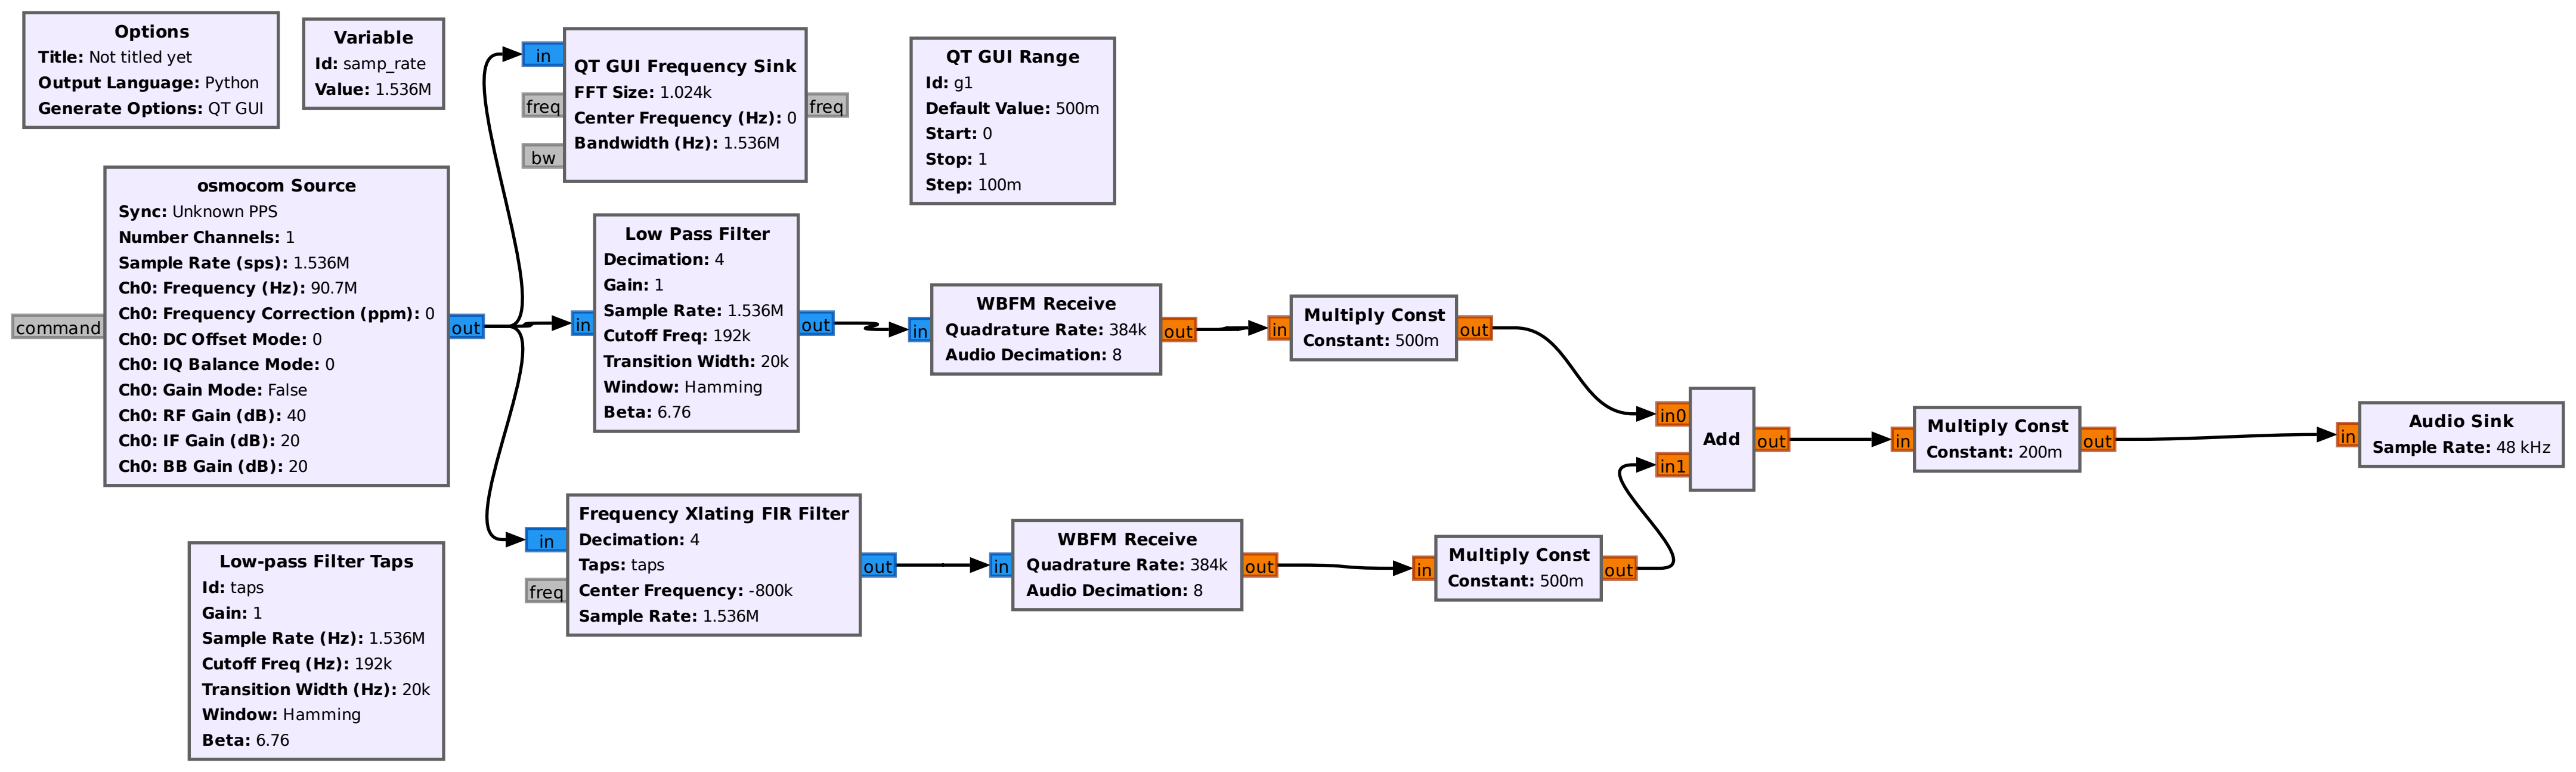 Options
Title: Not titled yet
Output Language: Python
Generate Options: QT GUI
Variable
Id: samp_rate
Value: 1.536M
in
freq
bw
QT GUI Frequency Sink
FFT Size: 1.024k
Center Frequency (Hz): 0
Bandwidth (Hz): 1.536M
freq
QT GUI Range
Id: g1
Default Value: 500m
Start: 0
Stop: 1
Step: 100m
command
osmocom Source
Sync: Unknown PPS
Number Channels: 1
Sample Rate (sps): 1.536M
Ch0: Frequency (Hz): 90.7M
Ch0: Frequency Correction (ppm): 0
Ch0: DC Offset Mode: 0
Ch0: IQ Balance Mode: 0
Ch0: Gain Mode: False
Ch0: RF Gain (dB): 40
Ch0: IF Gain (dB): 20
Ch0: BB Gain (dB): 20
out
in
Low Pass Filter
Decimation: 4
Gain: 1
Sample Rate: 1.536M
Cutoff Freq: 192k
Transition Width: 20k
Window: Hamming
Beta: 6.76
out
in
WBFM Receive
Quadrature Rate: 384k
Audio Decimation: 8
out
in
Multiply Const
Constant: 500m
out
in0
in1
Add
out
in
Multiply Const
Constant: 200m
out
in
Audio Sink
Sample Rate: 48 kHz
in
freq
Frequency Xlating FIR Filter
Decimation: 4
Taps: taps
Center Frequency: -800k
Sample Rate: 1.536M
out
in
WBFM Receive
Quadrature Rate: 384k
Audio Decimation: 8
out
in
Multiply Const
Constant: 500m
out
Low-pass Filter Taps
Id: taps
Gain: 1
Sample Rate (Hz): 1.536M
Cutoff Freq (Hz): 192k
Transition Width (Hz): 20k
Window: Hamming
Beta: 6.76